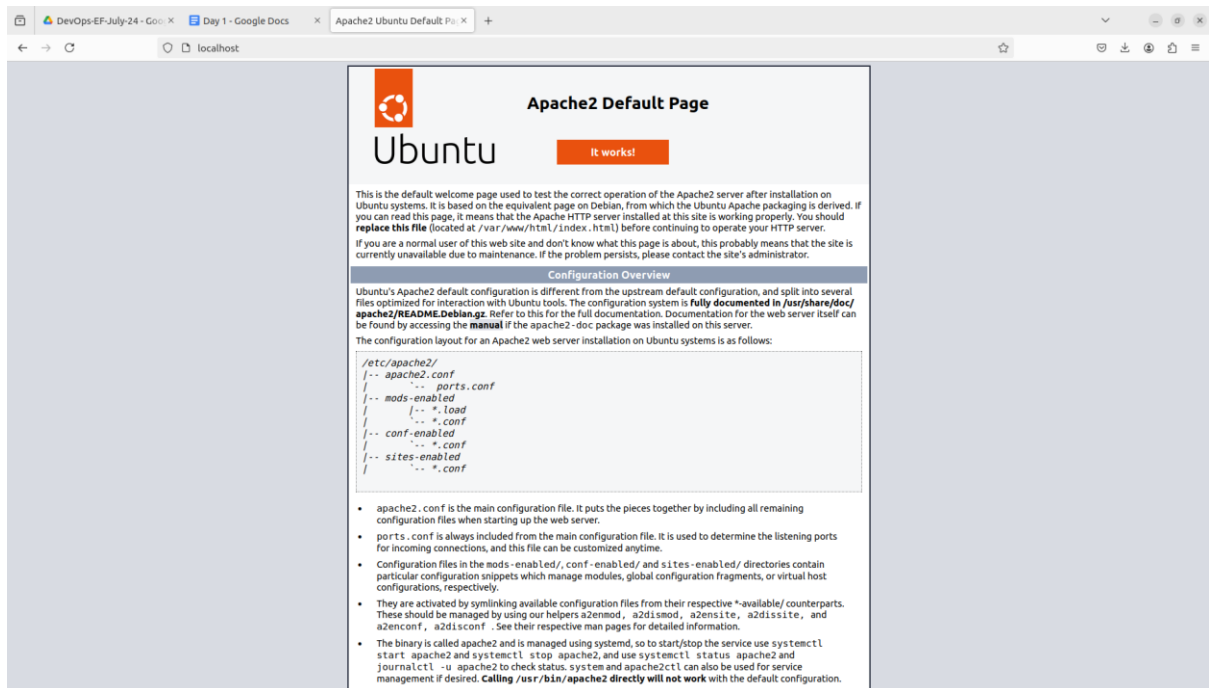 DevOps-EF-July-24 - Goo
Day 1 - Google Docs
Apache2 Ubuntu Default Pa
localhost
Apache2 Default Page
Ubuntu
It works!
This is the default welcome page used to test the correct operation of the Apache2 server after installation on
Ubuntu systems. It is based on the equivalent page on Debian, from which the Ubuntu Apache packaging is derived. If
you can read this page, it means that the Apache HTTP server installed at this site is working properly. You should
replace this file (located at /var/www/html/index.html) before continuing to operate your HTTP server.
If you are a normal user of this web site and don't know what this page is about, this probably means that the site is
currently unavailable due to maintenance. If the problem persists, please contact the site's administrator.
Configuration Overview
Ubuntu's Apache2 default configuration is different from the upstream default configuration, and split into several
files optimized for interaction with Ubuntu tools. The configuration system is fully documented in /usr/share/doc/
apache2/README.Debian.gz. Refer to this for the full documentation. Documentation for the web server itself can
be found by accessing the manual if the apache2-doc package was installed on this server.
The configuration layout for an Apache2 web server installation on Ubuntu systems is as follows:
/etc/apache2/
|-- apache2.conf
|       `--  ports.conf
|-- mods-enabled
|       |-- *.load
|       `-- *.conf
|-- conf-enabled
|       `-- *.conf
|-- sites-enabled
|       `-- *.conf
• apache2.conf is the main configuration file. It puts the pieces together by including all remaining
configuration files when starting up the web server.
• ports.conf is always included from the main configuration file. It is used to determine the listening ports
for incoming connections, and this file can be customized anytime.
• Configuration files in the mods-enabled/, conf-enabled/ and sites-enabled/ directories contain
particular configuration snippets which manage modules, global configuration fragments, or virtual host
configurations, respectively.
• They are activated by symlinking available configuration files from their respective *-available/ counterparts.
These should be managed by using our helpers a2enmod, a2dismod, a2ensite, a2dissite, and
a2enconf, a2disconf . See their respective man pages for detailed information.
• The binary is called apache2 and is managed using systemd, so to start/stop the service use systemctl
start apache2 and systemctl stop apache2, and use systemctl status apache2 and
journalctl -u apache2 to check status. system and apache2ctl can also be used for service
management if desired. Calling /usr/bin/apache2 directly will not work with the default configuration.